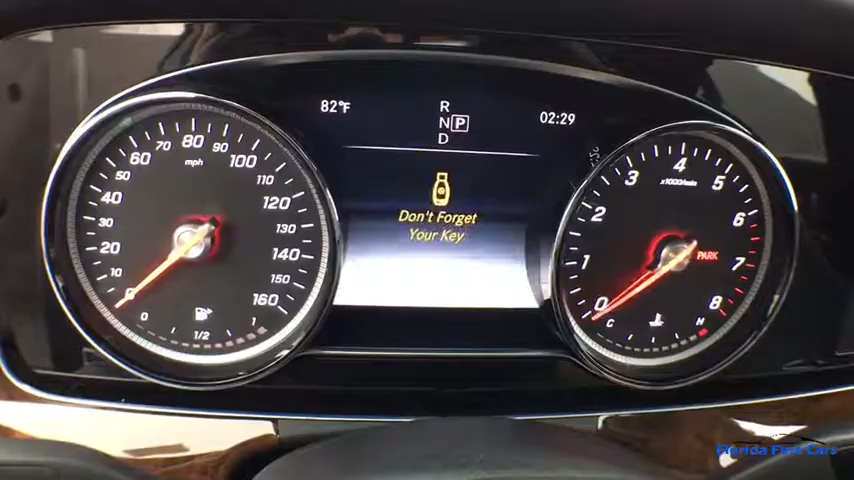 82°F
R
N P
D
02:29
Don't Forget
Your Key
0
10
20
30
40
50
60
70
80
90
100
110
120
130
140
150
160
mph
0
1/2
1
0
1
2
3
4
5
6
7
8
x1000/min
PARK
C
H
Florida Fine Cars